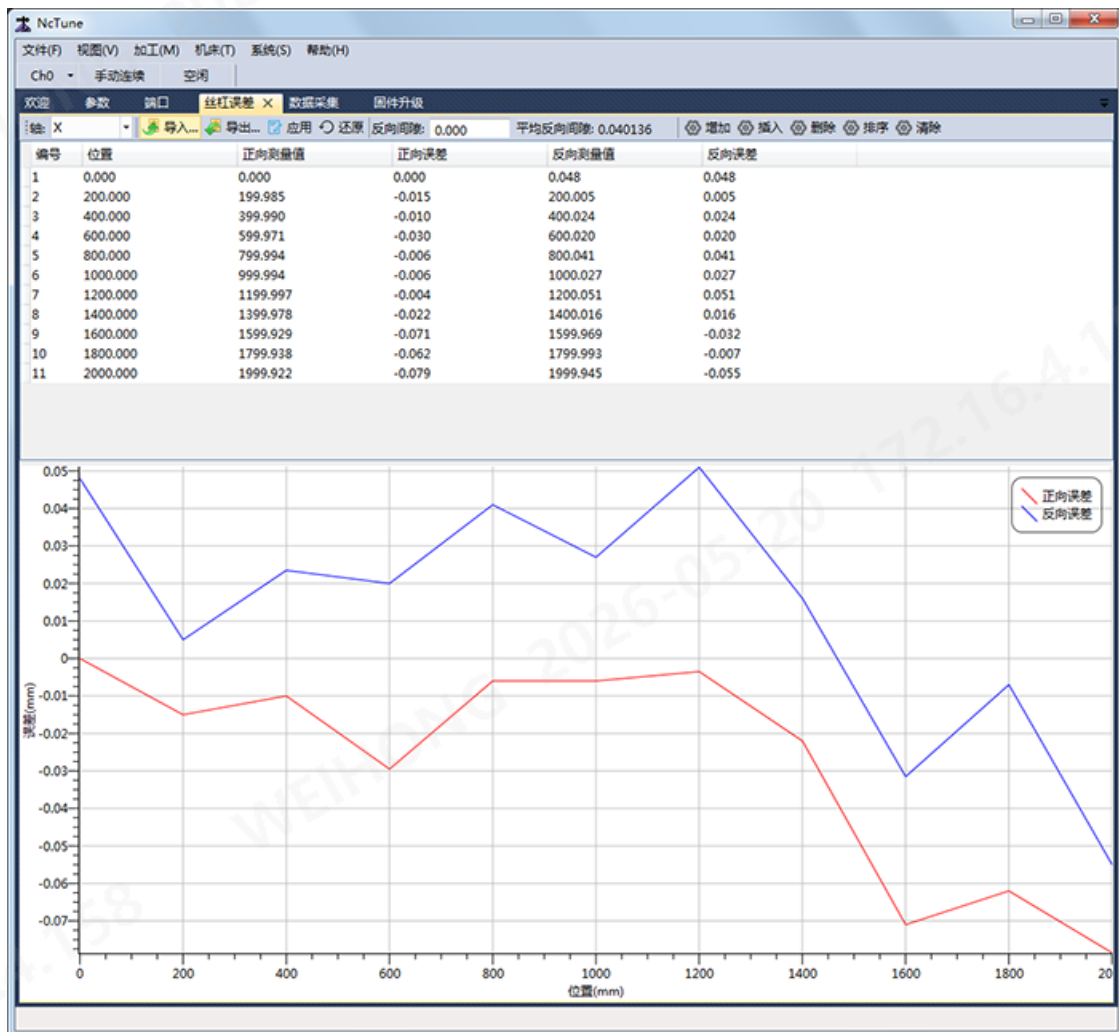 NcTune
文件(F) 视图(V) 加工(M) 机床(T) 系统(S) 帮助(H)
Ch0 手动连续 空闲
欢迎 参数 端口 丝杠误差 数据采集 固件升级
轴: X 导入... 导出... 应用 还原 反向间隙: 0.000 平均反向间隙: 0.040136 增加 插入 删除 排序 清除
编号 位置 正向测量值 正向误差 反向测量值 反向误差
1 0.000 0.000 0.000 0.048 0.048
2 200.000 199.985 -0.015 200.005 0.005
3 400.000 399.990 -0.010 400.024 0.024
4 600.000 599.971 -0.030 600.020 0.020
5 800.000 799.994 -0.006 800.041 0.041
6 1000.000 999.994 -0.006 1000.027 0.027
7 1200.000 1199.997 -0.004 1200.051 0.051
8 1400.000 1399.978 -0.022 1400.016 0.016
9 1600.000 1599.929 -0.071 1599.969 -0.032
10 1800.000 1799.938 -0.062 1799.993 -0.007
11 2000.000 1999.922 -0.079 1999.945 -0.055
正向误差
反向误差
0.05
0.04
0.03
0.02
0.01
0
-0.01
-0.02
-0.03
-0.04
-0.05
-0.06
-0.07
误差(mm)
0 200 400 600 800 1000 1200 1400 1600 1800 20
位置(mm)
WEIHONG 2026-05-20 172.16.4.1
4.158